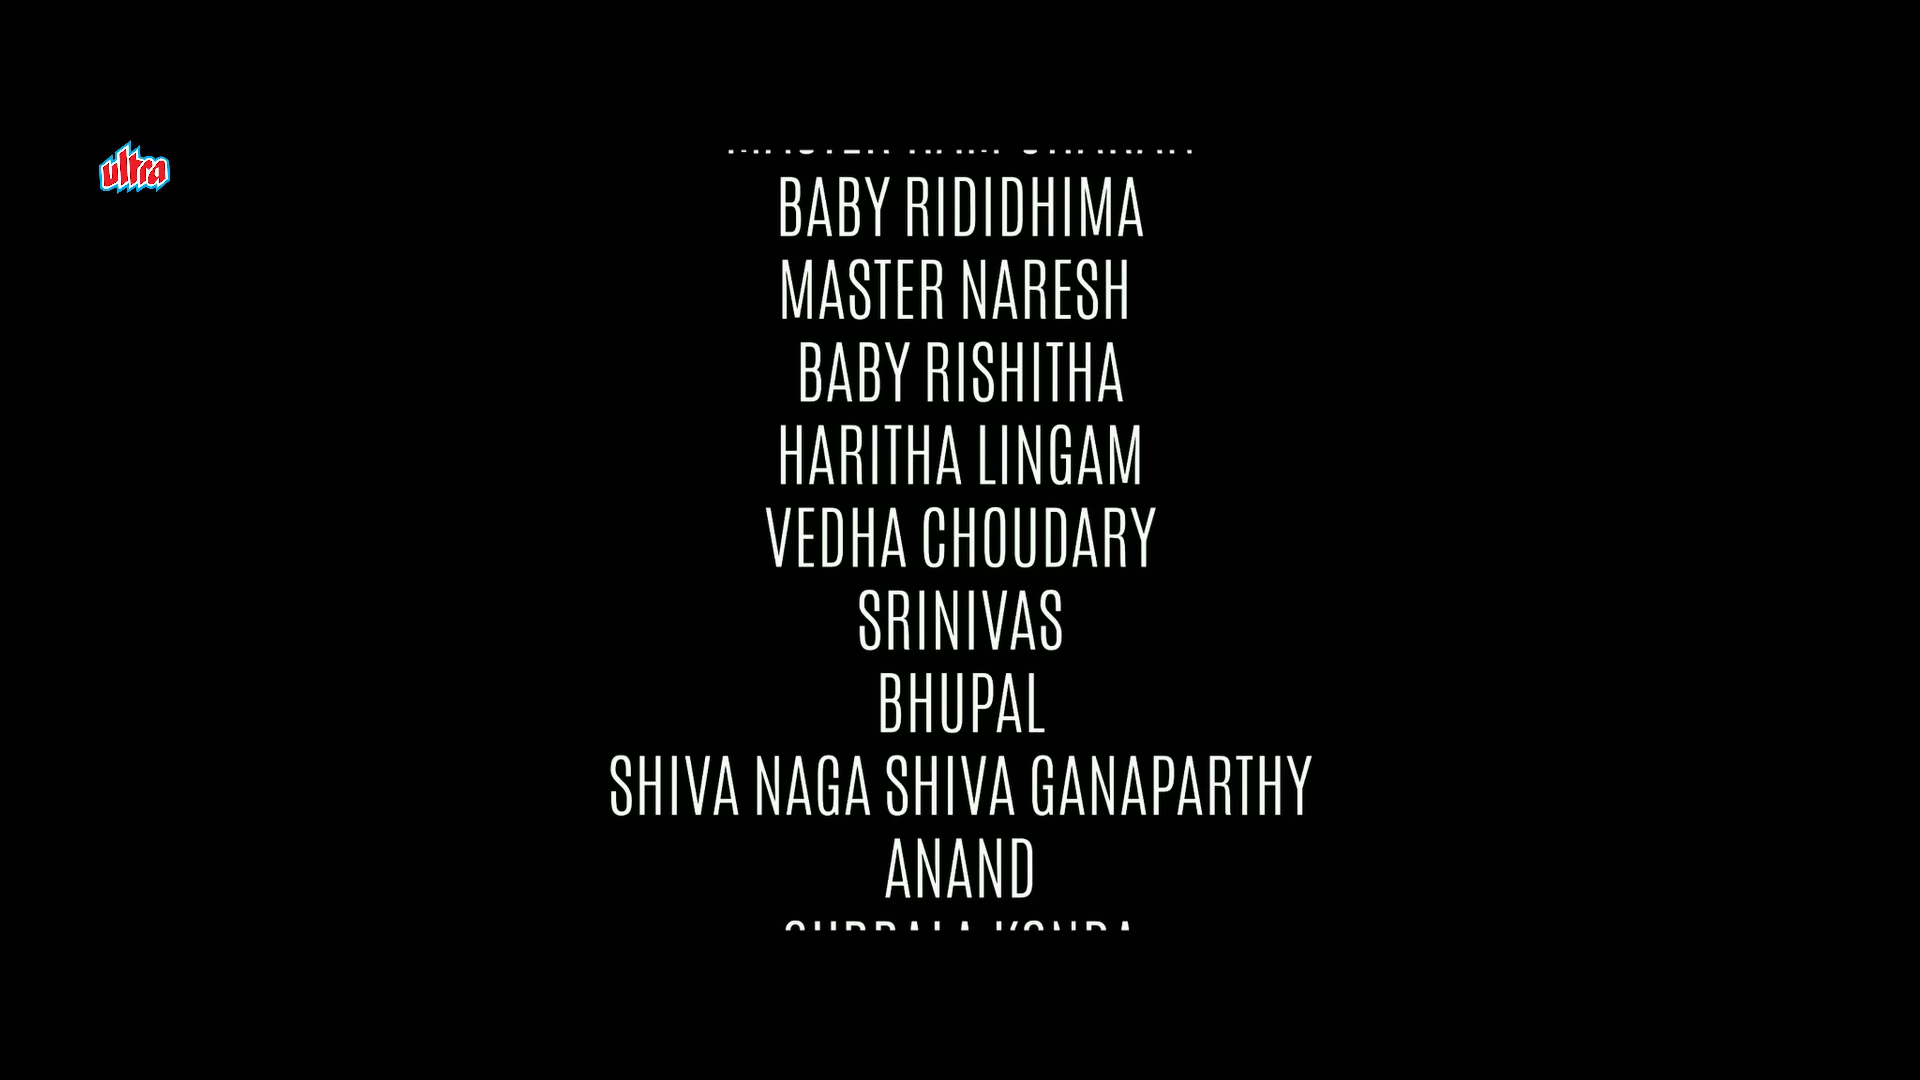 ultra
BABY RIDIDHIMA
MASTER NARESH
BABY RISHITHA
HARITHA LINGAM
VEDHA CHOUDARY
SRINIVAS
BHUPAL
SHIVA NAGA SHIVA GANAPARTHY
ANAND